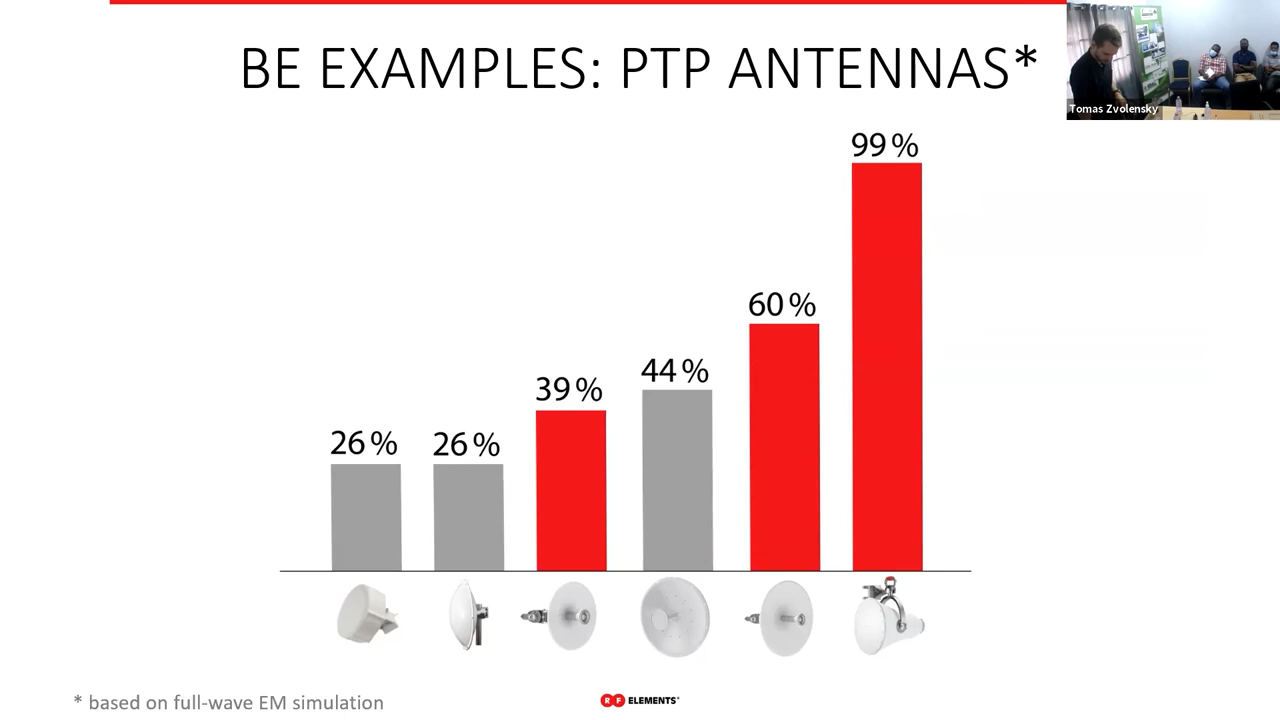 BE EXAMPLES: PTP ANTENNAS*
Tomas Zvolensky
99 %
60 %
44 %
39 %
26 %
26 %
* based on full-wave EM simulation
RF ELEMENTS